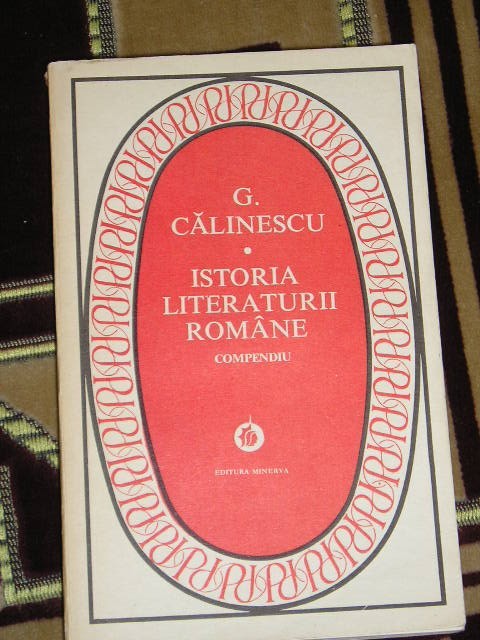 G.
CĂLINESCU
•
ISTORIA
LITERATURII
ROMÂNE
COMPENDIU
EDITURA MINERVA